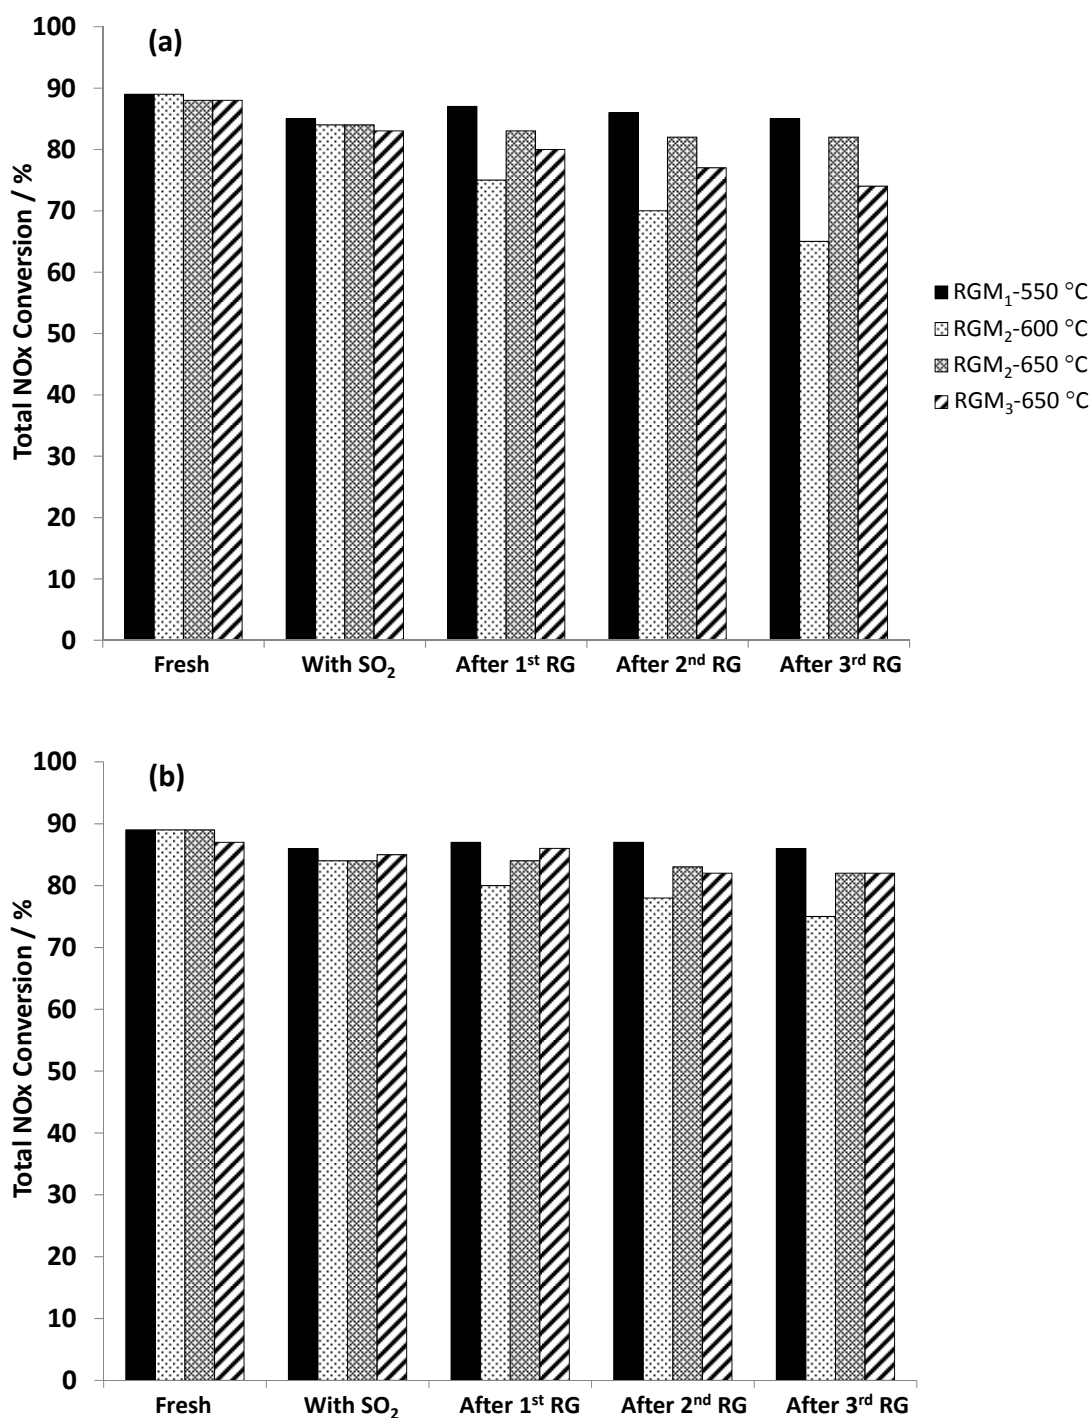 (a)
Total NOx Conversion / %
100
90
80
70
60
50
40
30
20
10
0
Fresh With SO₂ After 1ˢᵗ RG After 2ⁿᵈ RG After 3ʳᵈ RG
RGM₁-550 °C
RGM₂-600 °C
RGM₂-650 °C
RGM₃-650 °C
(b)
Total NOx Conversion / %
100
90
80
70
60
50
40
30
20
10
0
Fresh With SO₂ After 1ˢᵗ RG After 2ⁿᵈ RG After 3ʳᵈ RG